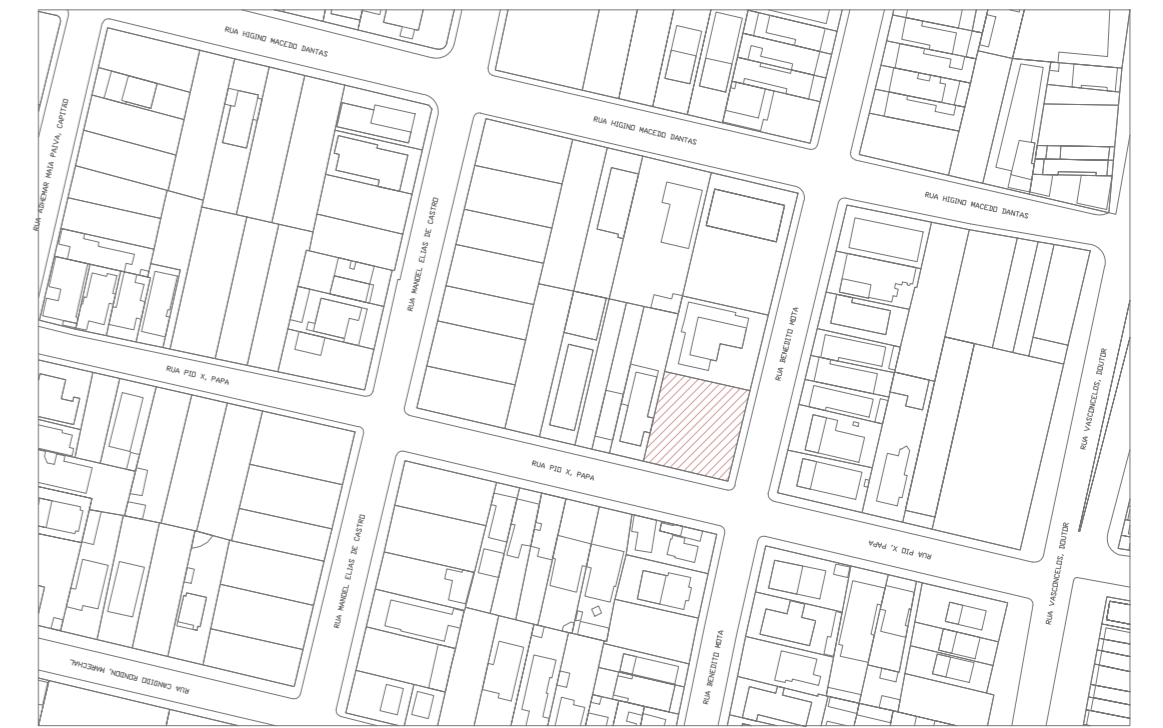 RUA HIGINO MACEDO DANTAS
RUA HIGINO MACEDO DANTAS
RUA ADHEMAR MAIA PAIVA, CAPITAO
RUA HIGINO MACEDO DANTAS
RUA MANOEL ELIAS DE CASTRO
RUA BENEDITO MOTA
RUA VASCONCELOS, DOUTOR
RUA PIO X, PAPA
RUA PIO X, PAPA
RUA PIO X, PAPA
RUA MANOEL ELIAS DE CASTRO
RUA VASCONCELOS, DOUTOR
RUA BENEDITO MOTA
RUA CANDIDO RONDON, MARECHAL